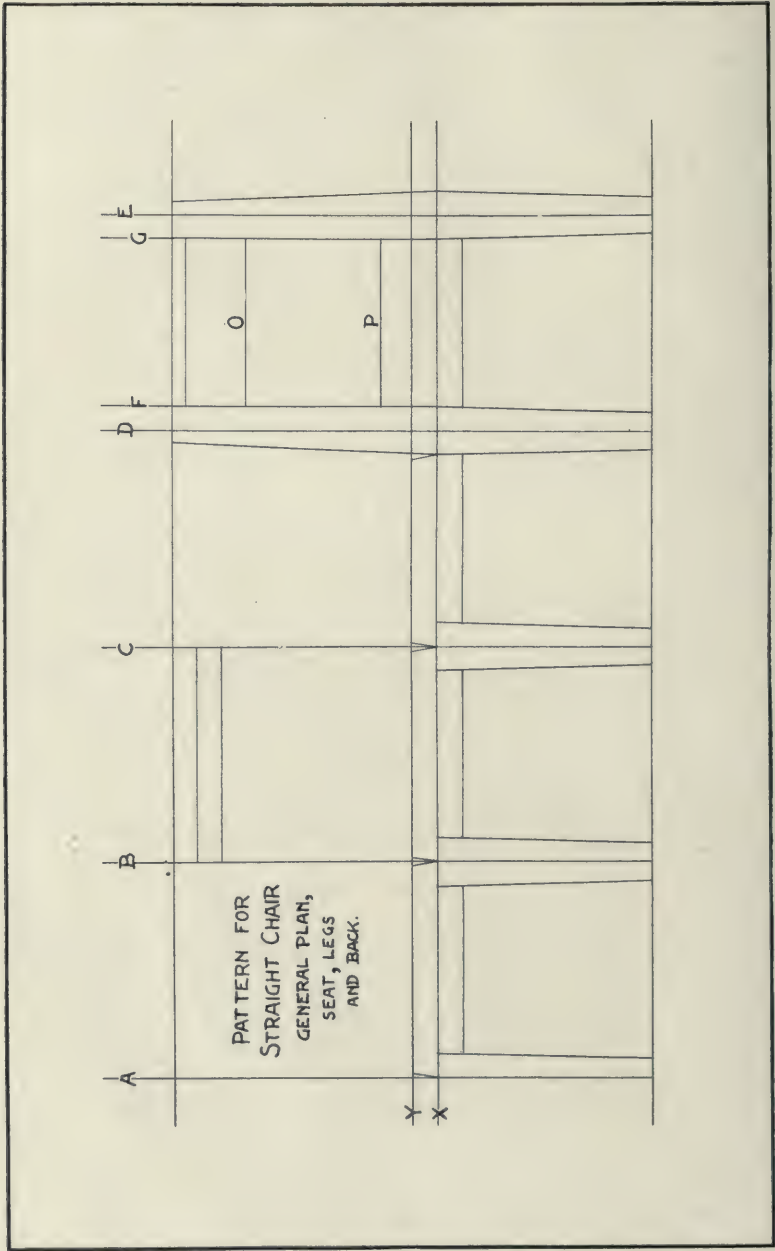 PATTERN FOR
STRAIGHT CHAIR
GENERAL PLAN,
SEAT, LEGS
AND BACK.
A
B
C
D
F
G
E
O
P
Y
X